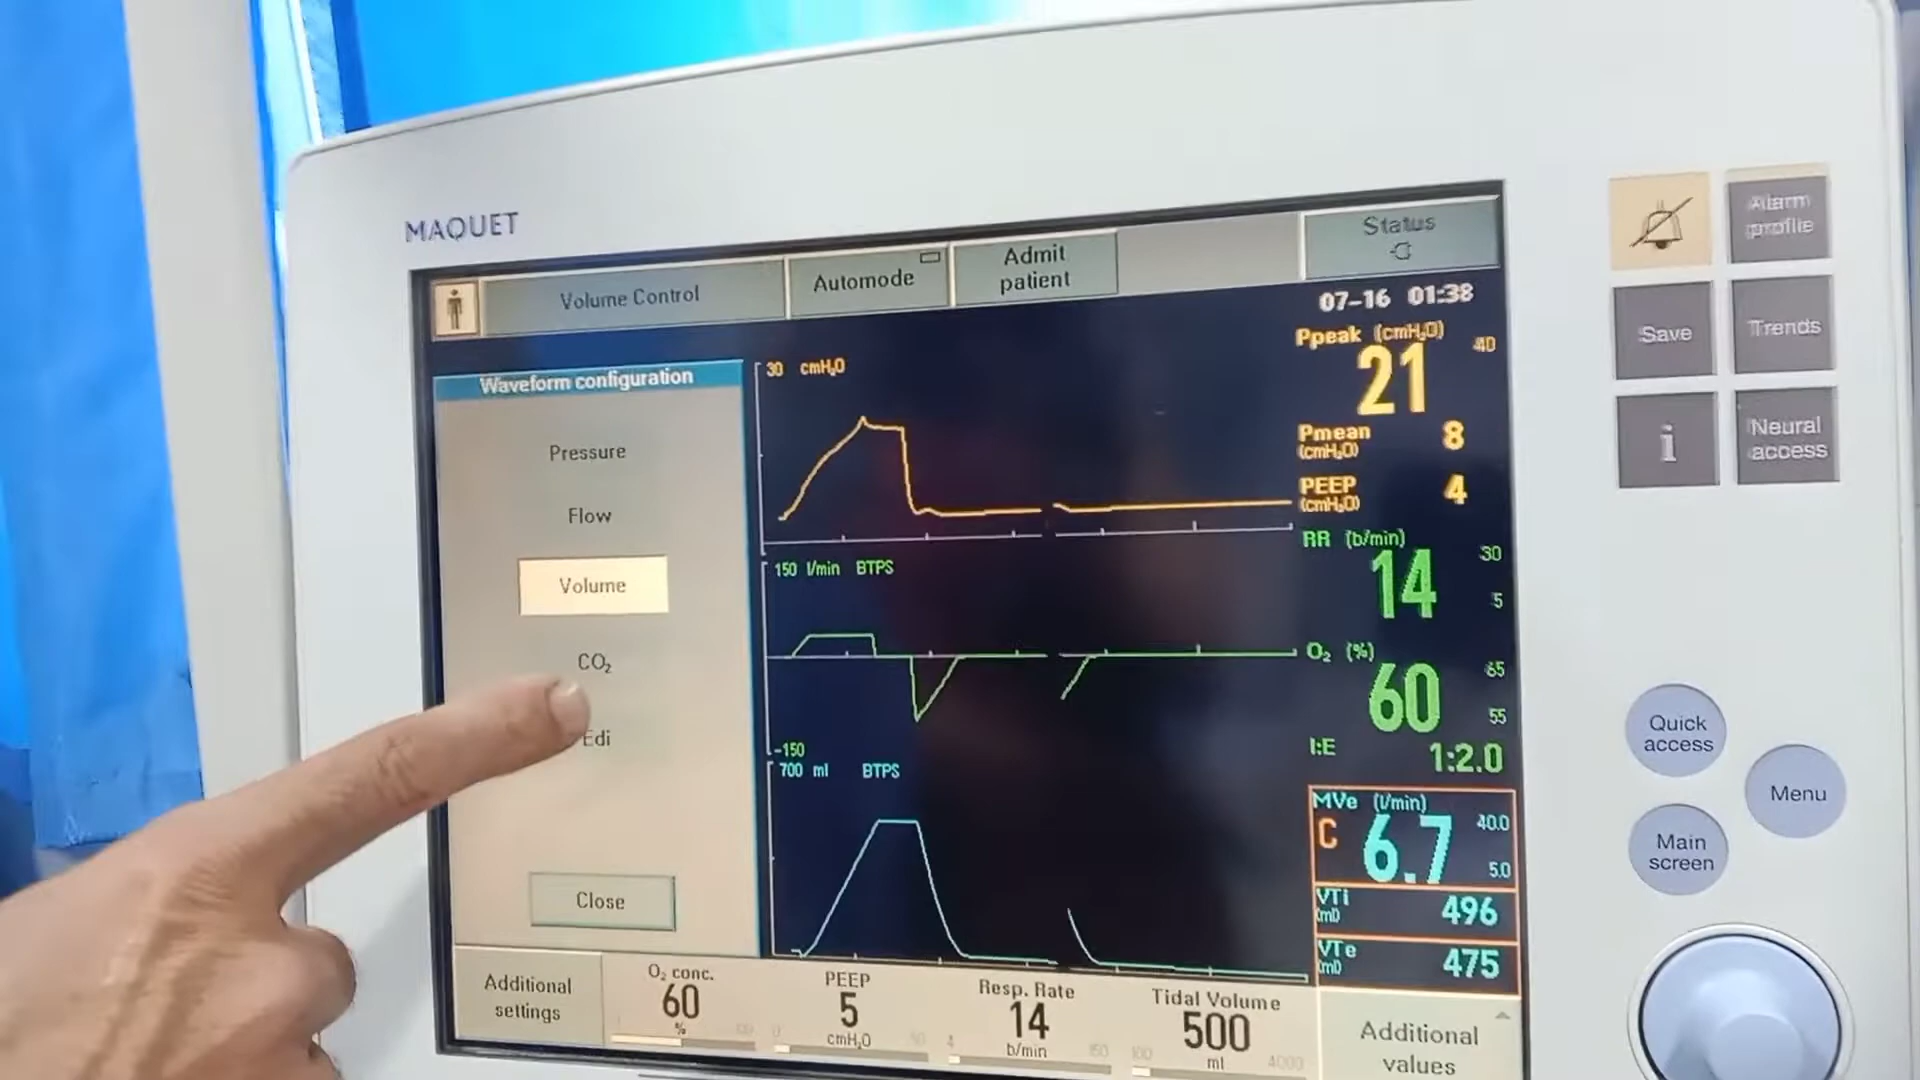 MAQUET
Volume Control
Automode
Admit
patient
Status
07-16 01:38
Waveform configuration
Pressure
Flow
Volume
CO₂
Edi
Close
30 cmH₂O
150 l/min BTPS
-150
700 ml BTPS
Ppeak (cmH₂O)
21 40
Pmean
(cmH₂O) 8
PEEP
(cmH₂O) 4
RR (b/min)
14 30
5
O₂ (%)
60 65
55
I:E
1:2.0
MVe (l/min)
C 6.7 40.0
5.0
VTi
(ml) 496
VTe
(ml) 475
Additional
settings
O₂ conc.
60
%
PEEP
5
cmH₂O
Resp. Rate
14
b/min
4 150
Tidal Volume
500
ml
100 4000
Additional
values
Alarm
profile
Save
Trends
i
Neural
access
Quick
access
Menu
Main
screen